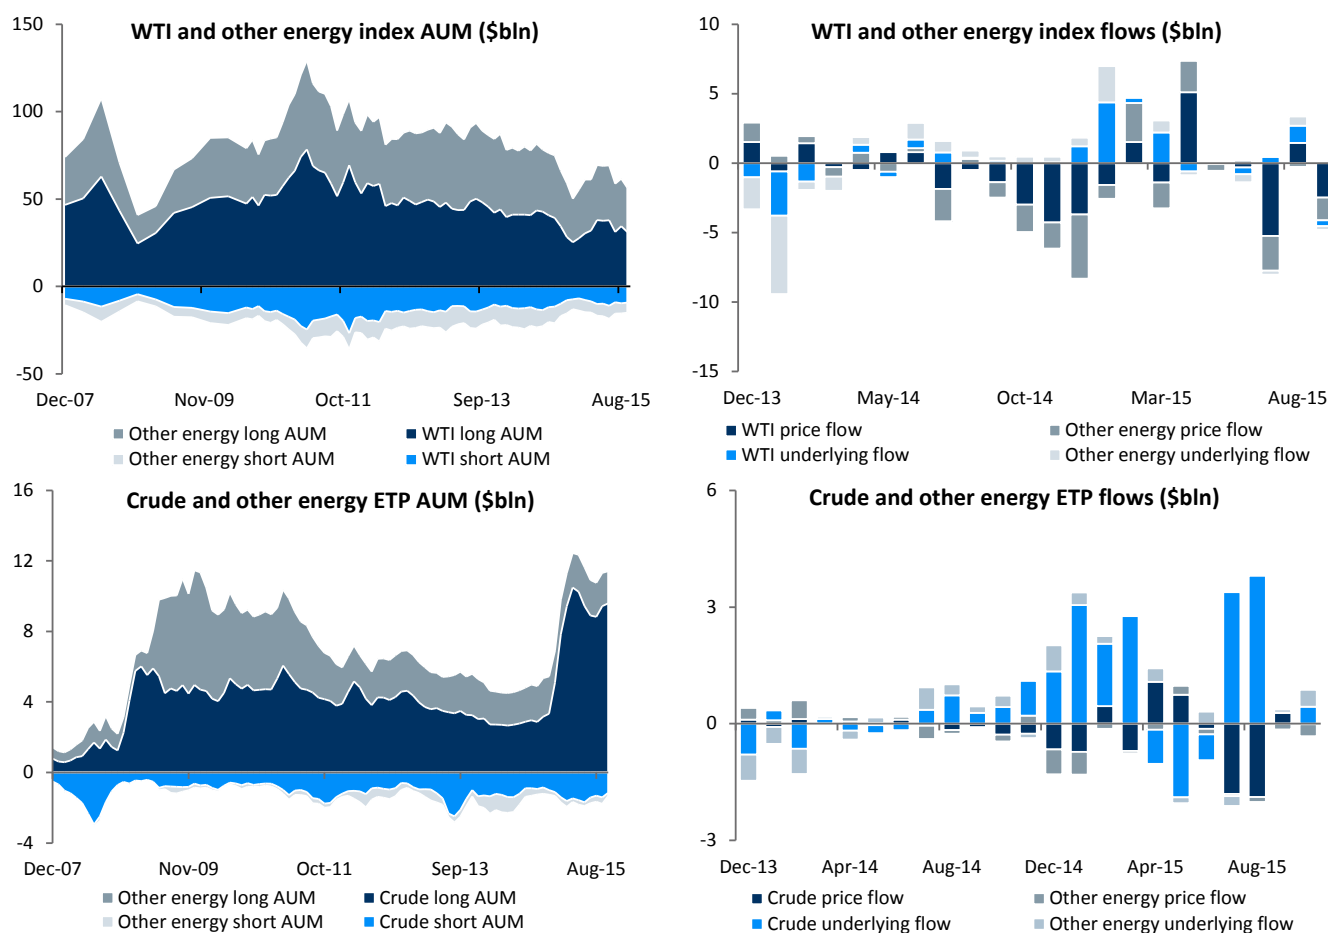 WTI and other energy index AUM ($bln)
150
100
50
0
-50
Dec-07 Nov-09 Oct-11 Sep-13 Aug-15
Other energy long AUM WTI long AUM
Other energy short AUM WTI short AUM
WTI and other energy index flows ($bln)
10
5
0
-5
-10
-15
Dec-13 May-14 Oct-14 Mar-15 Aug-15
WTI price flow Other energy price flow
WTI underlying flow Other energy underlying flow
Crude and other energy ETP AUM ($bln)
16
12
8
4
0
-4
Dec-07 Nov-09 Oct-11 Sep-13 Aug-15
Other energy long AUM Crude long AUM
Other energy short AUM Crude short AUM
Crude and other energy ETP flows ($bln)
6
3
0
-3
Dec-13 Apr-14 Aug-14 Dec-14 Apr-15 Aug-15
Crude price flow Other energy price flow
Crude underlying flow Other energy underlying flow